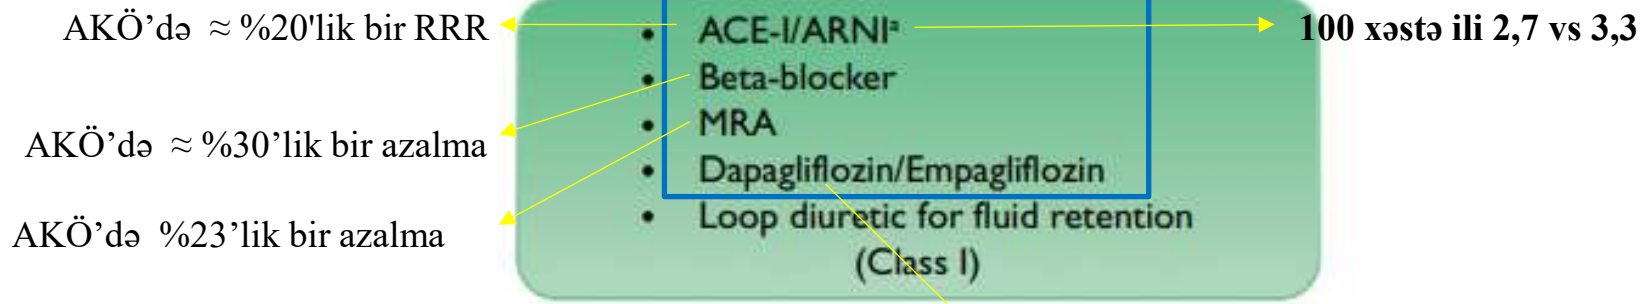 AKÖ’də ≈ %20'lik bir RRR
• ACE-I/ARNIᵃ
100 xəstə ili 2,7 vs 3,3
• Beta-blocker
AKÖ’də ≈ %30’lik bir azalma
• MRA
• Dapagliflozin/Empagliflozin
AKÖ’də %23’lik bir azalma
• Loop diuretic for fluid retention
(Class I)